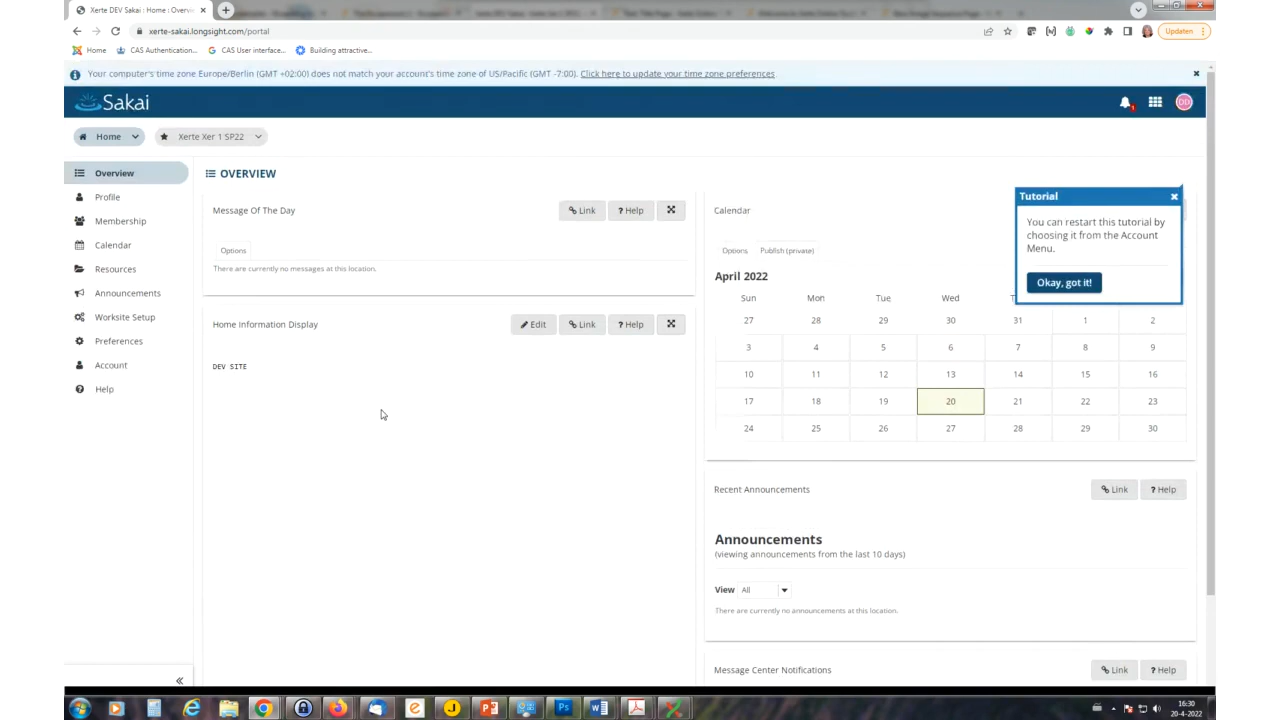 Xerte DEV Sakai : Home : Overvi
xerte-sakai.longsight.com/portal
Updaten
Home
CAS Authentication...
CAS User interface...
Building attractive...
Your computer's time zone Europe/Berlin (GMT +02:00) does not match your account's time zone of US/Pacific (GMT -7:00). Click here to update your time zone preferences
Sakai
1
DD
Home
Xerte Xer 1 SP22
Overview
Profile
Membership
Calendar
Resources
Announcements
Worksite Setup
Preferences
Account
Help
OVERVIEW
Message Of The Day
Link
? Help
Options
There are currently no messages at this location.
Home Information Display
Edit
Link
? Help
DEV SITE
Calendar
Options Publish (private)
April 2022
Sun Mon Tue Wed
27 28 29 30 31 1 2
3 4 5 6 7 8 9
10 11 12 13 14 15 16
17 18 19 20 21 22 23
24 25 26 27 28 29 30
Tutorial
You can restart this tutorial by
choosing it from the Account
Menu.
Okay, got it!
Recent Announcements
Link
? Help
Announcements
(viewing announcements from the last 10 days)
View All
There are currently no announcements at this location.
Message Center Notifications
Link
? Help
16:30
20-4-2022